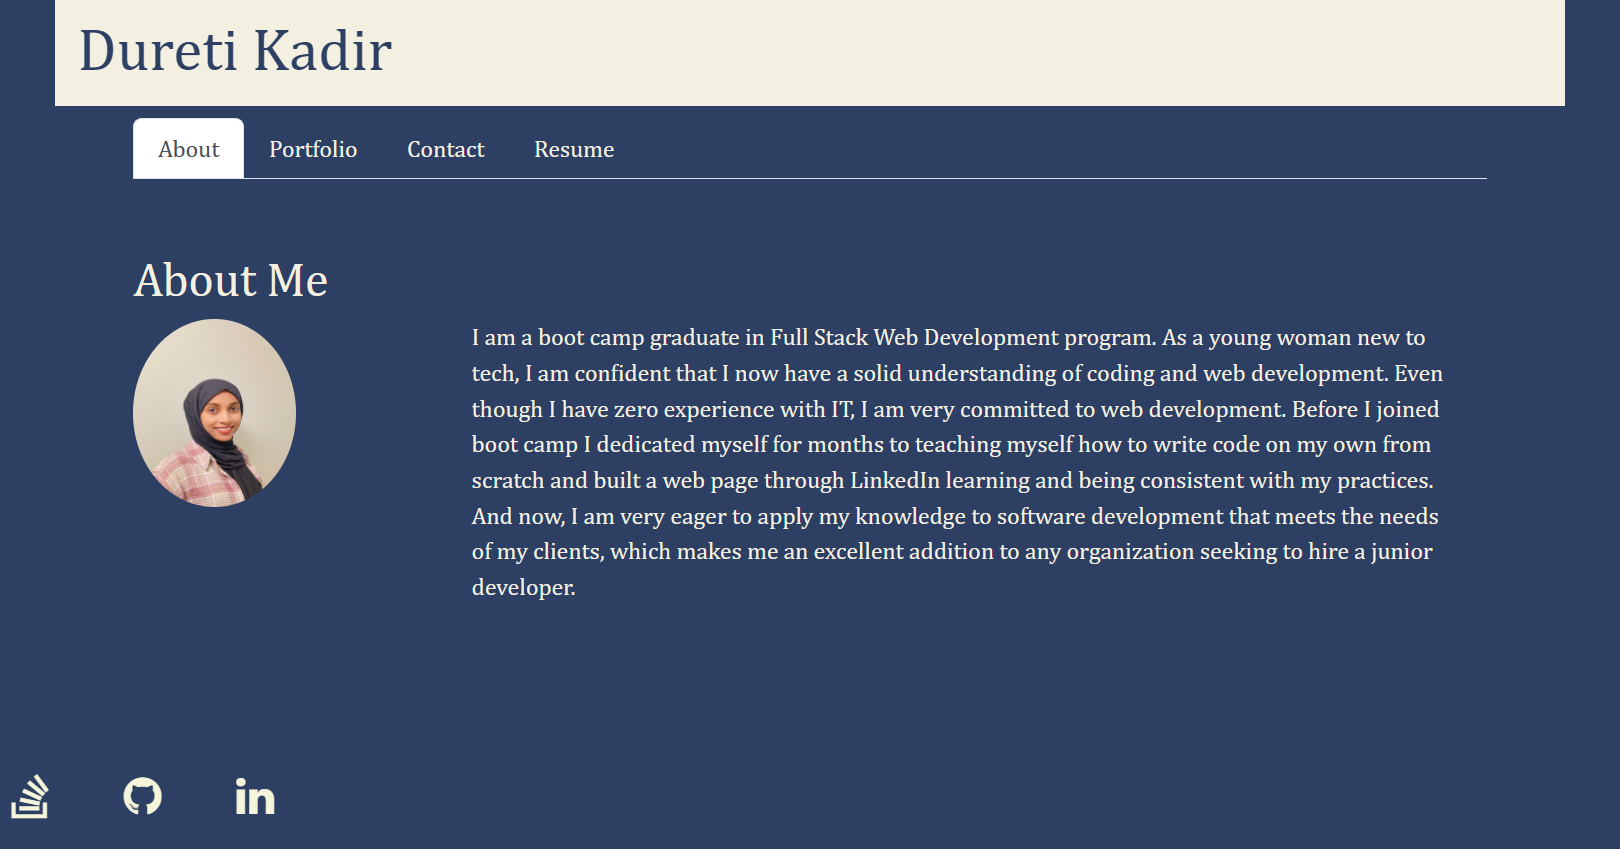 Dureti Kadir
About Portfolio Contact Resume
About Me
I am a boot camp graduate in Full Stack Web Development program. As a young woman new to
tech, I am confident that I now have a solid understanding of coding and web development. Even
though I have zero experience with IT, I am very committed to web development. Before I joined
boot camp I dedicated myself for months to teaching myself how to write code on my own from
scratch and built a web page through LinkedIn learning and being consistent with my practices.
And now, I am very eager to apply my knowledge to software development that meets the needs
of my clients, which makes me an excellent addition to any organization seeking to hire a junior
developer.
in